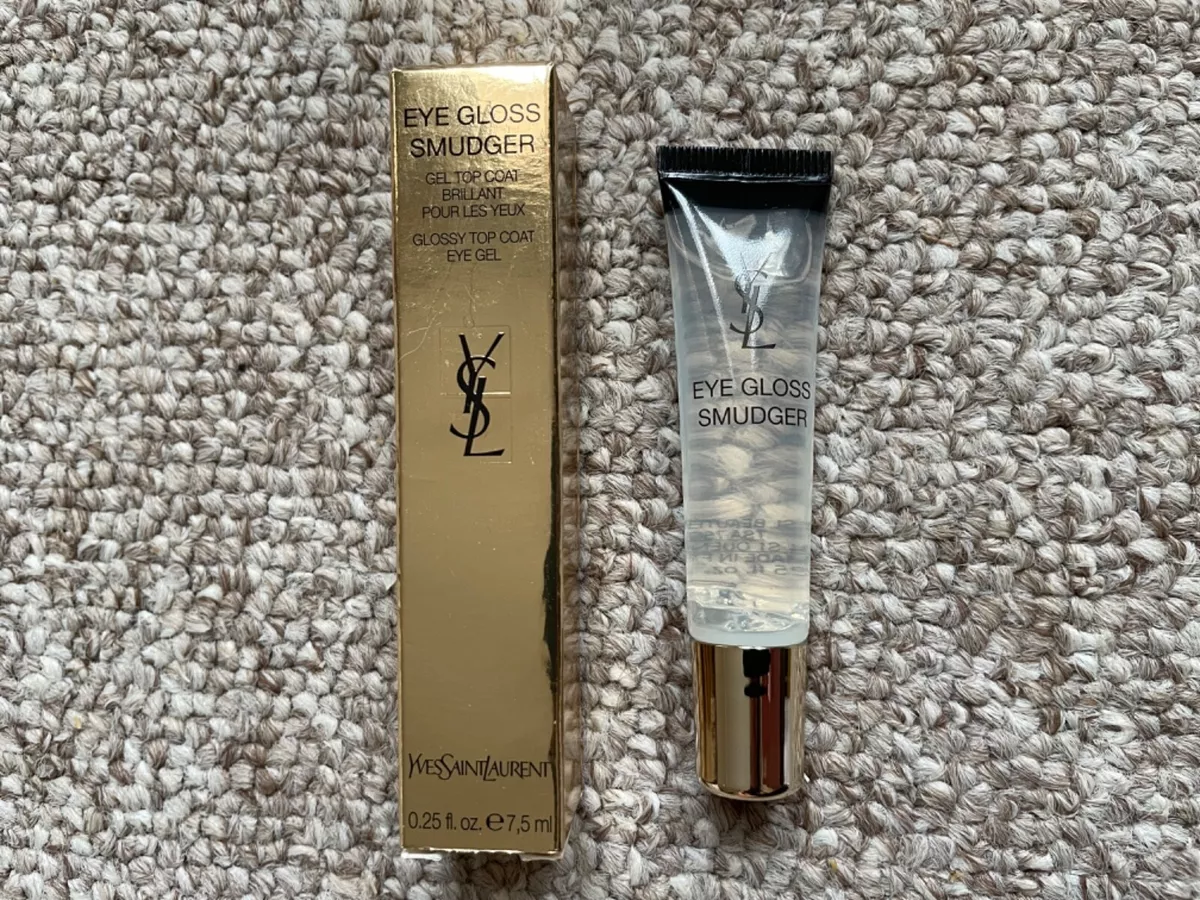 EYE GLOSS
SMUDGER
GEL TOP COAT
BRILLANT
POUR LES YEUX
GLOSSY TOP COAT
EYE GEL
YSL
YVESSAINTLAURENT
0.25 fl. oz. ℮ 7,5 ml
YSL
EYE GLOSS
SMUDGER